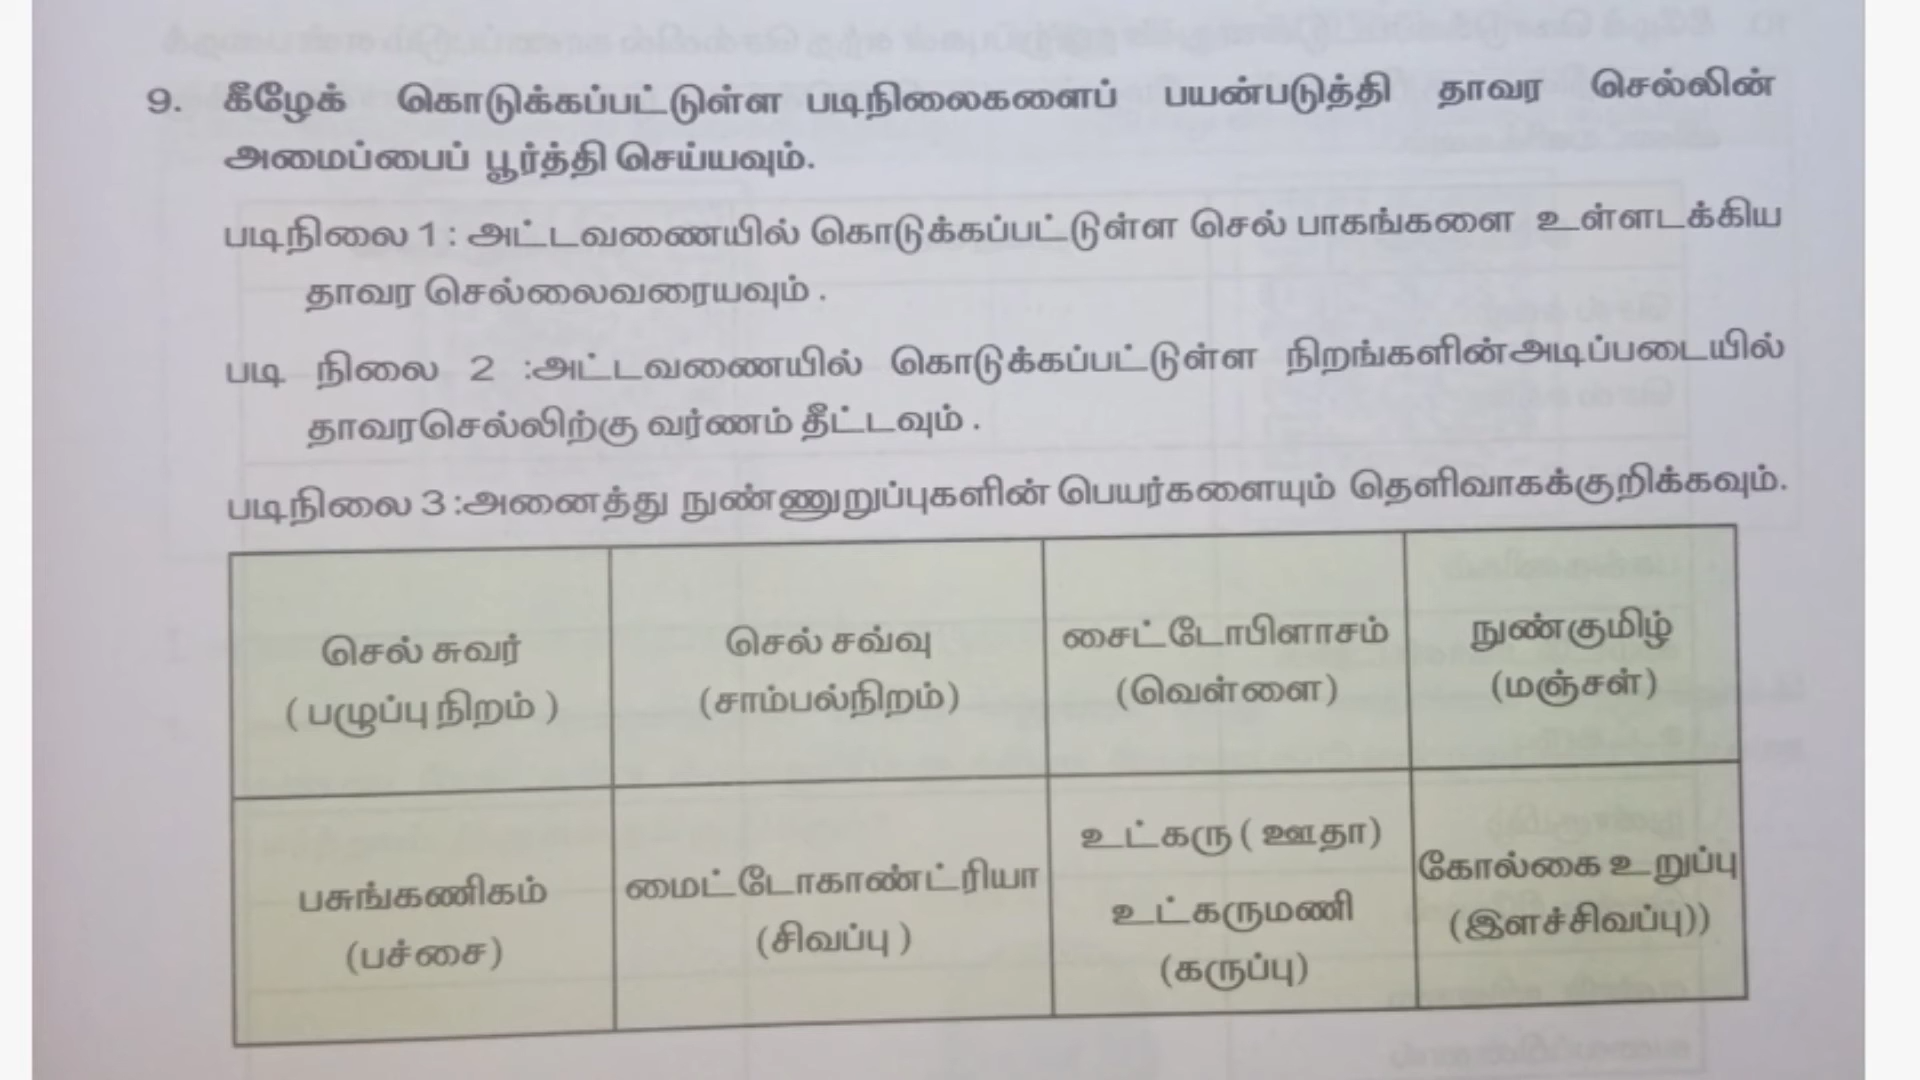 9. கீழேக் கொடுக்கப்பட்டுள்ள படிநிலைகளைப் பயன்படுத்தி தாவர செல்லின்
அமைப்பைப் பூர்த்தி செய்யவும்.
படிநிலை 1 : அட்டவணையில் கொடுக்கப்பட்டுள்ள செல் பாகங்களை உள்ளடக்கிய
தாவர செல்லைவரையவும் .
படி நிலை 2 :அட்டவணையில் கொடுக்கப்பட்டுள்ள நிறங்களின்அடிப்படையில்
தாவரசெல்லிற்கு வர்ணம் தீட்டவும் .
படிநிலை 3 :அனைத்து நுண்ணுறுப்புகளின் பெயர்களையும் தெளிவாகக்குறிக்கவும்.
செல் சுவர்
( பழுப்பு நிறம் )
செல் சவ்வு
(சாம்பல்நிறம்)
சைட்டோபிளாசம்
(வெள்ளை)
நுண்குமிழ்
(மஞ்சள்)
பசுங்கணிகம்
(பச்சை)
மைட்டோகாண்ட்ரியா
(சிவப்பு )
உட்கரு ( ஊதா)
உட்கருமணி
(கருப்பு)
கோல்கை உறுப்பு
(இளச்சிவப்பு))